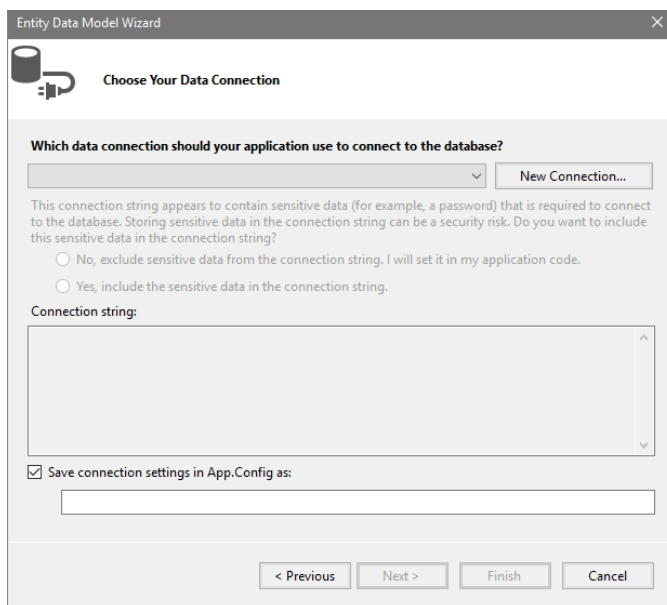 Entity Data Model Wizard
Choose Your Data Connection
Which data connection should your application use to connect to the database?
New Connection...
This connection string appears to contain sensitive data (for example, a password) that is required to connect
to the database. Storing sensitive data in the connection string can be a security risk. Do you want to include
this sensitive data in the connection string?
No, exclude sensitive data from the connection string. I will set it in my application code.
Yes, include the sensitive data in the connection string.
Connection string:
Save connection settings in App.Config as:
< Previous
Next >
Finish
Cancel